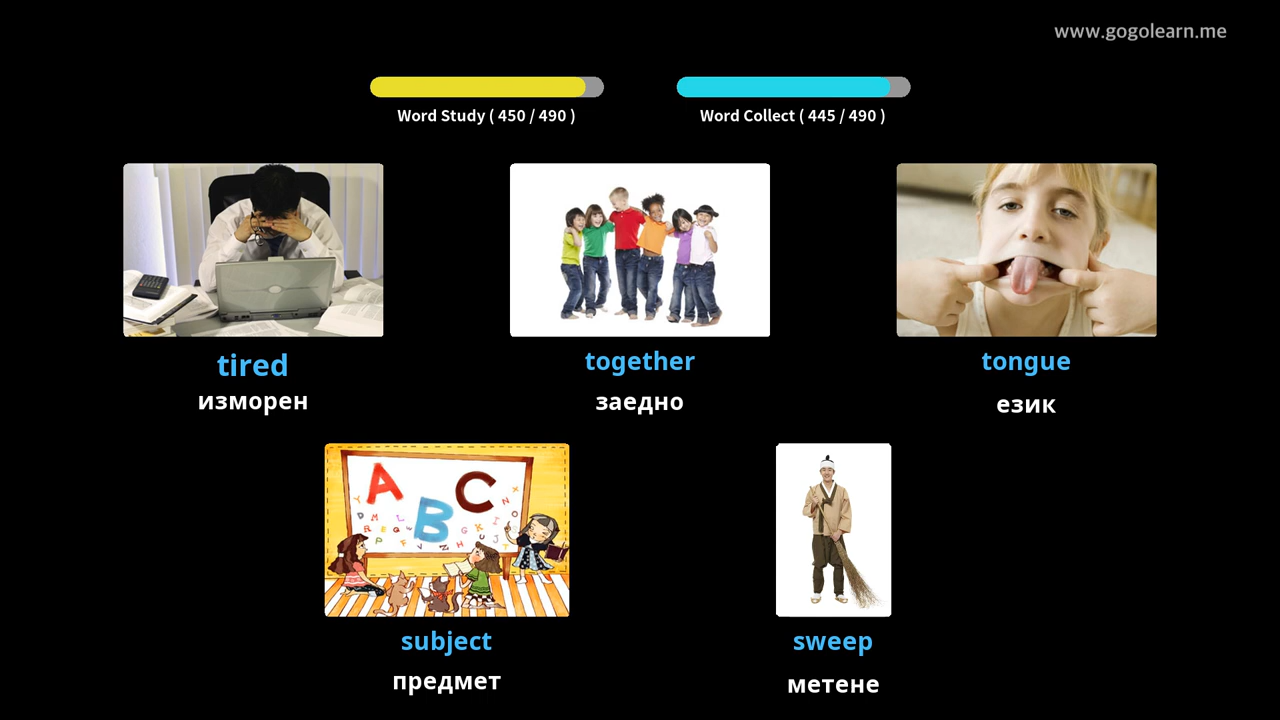 www.gogolearn.me
Word Study ( 450 / 490 )
Word Collect ( 445 / 490 )
tired
изморен
together
заедно
tongue
език
A B C
subject
предмет
sweep
метене